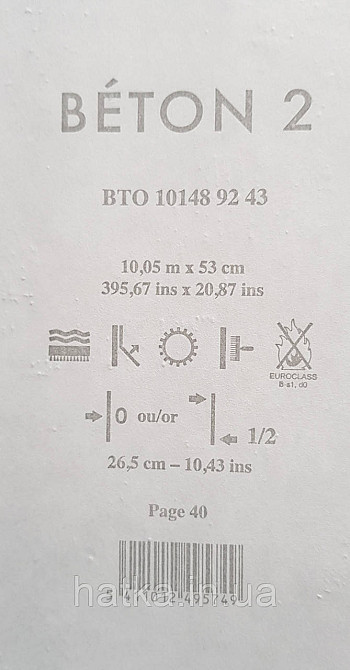 BÉTON 2
BTO 10148 92 43
10,05 m x 53 cm
395,67 ins x 20,87 ins
EUROCLASS
B-s1, d0
0 ou/or 1/2
26,5 cm – 10,43 ins
Page 40
hatka.in.ua